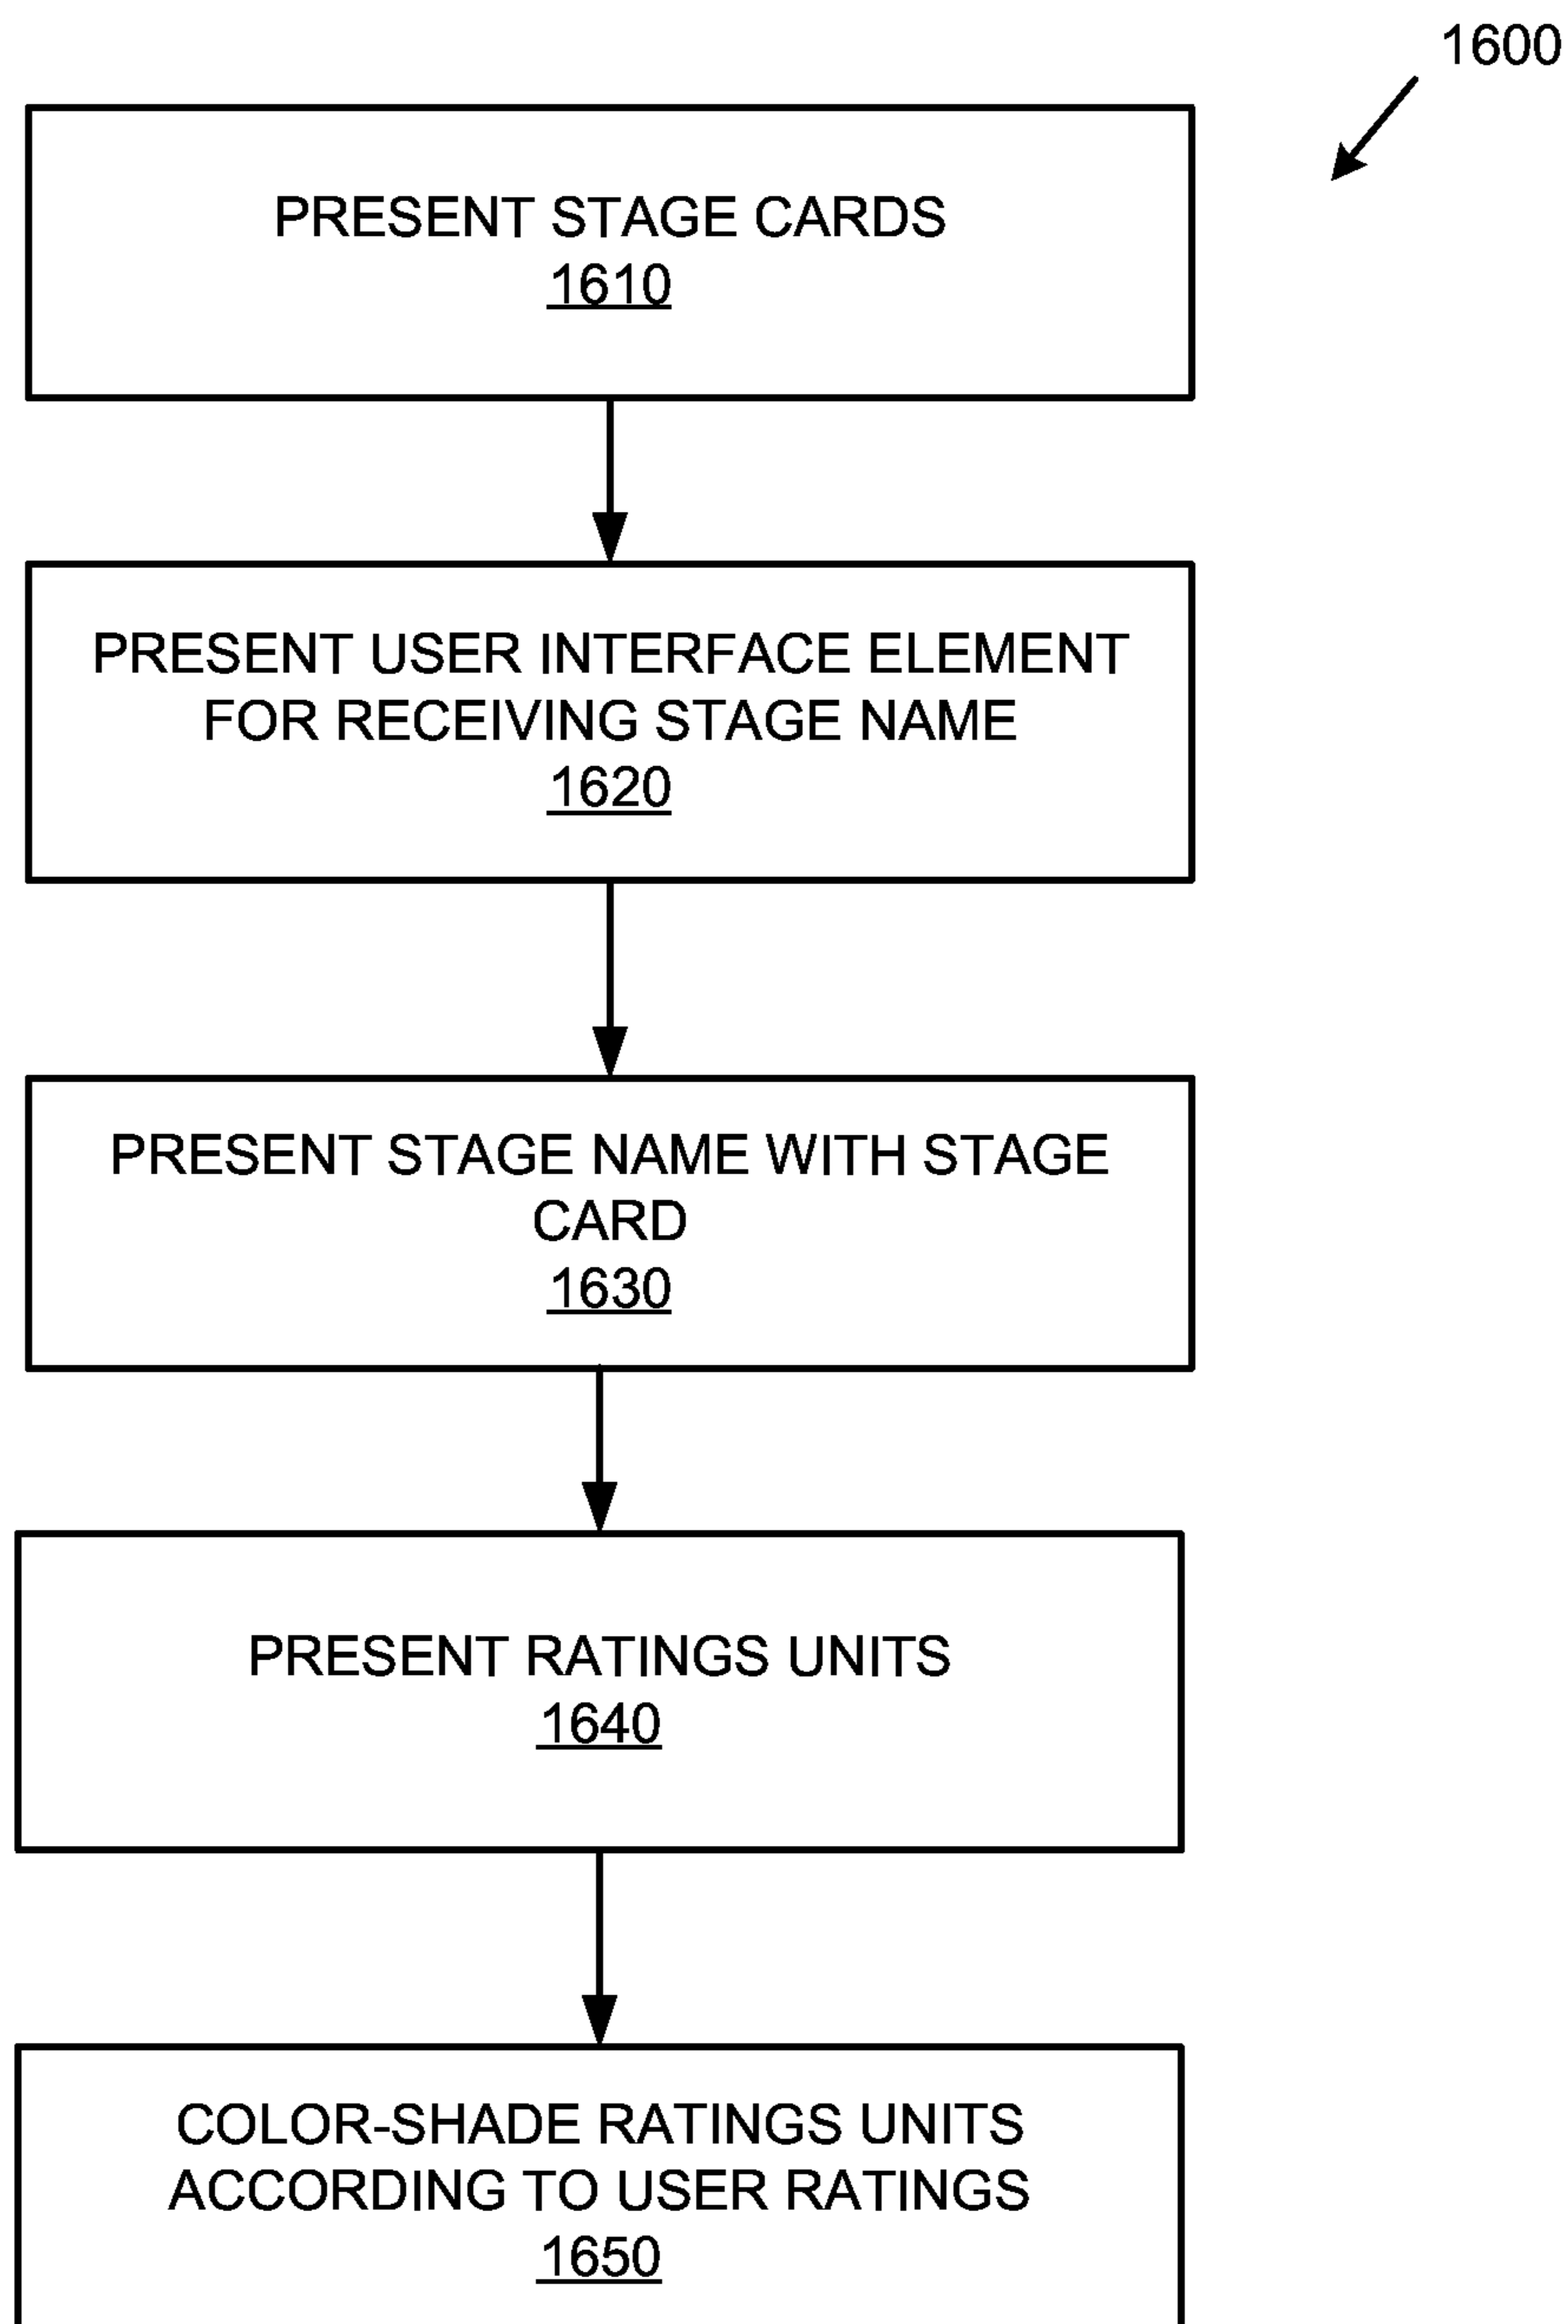 1600
PRESENT STAGE CARDS
1610
PRESENT USER INTERFACE ELEMENT
FOR RECEIVING STAGE NAME
1620
PRESENT STAGE NAME WITH STAGE
CARD
1630
PRESENT RATINGS UNITS
1640
COLOR-SHADE RATINGS UNITS
ACCORDING TO USER RATINGS
1650